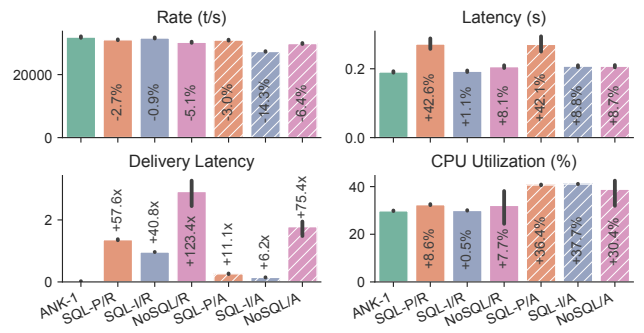 Rate (t/s)
20000
0
-2.7%
-0.9%
-5.1%
-3.0%
-14.3%
-6.4%
Latency (s)
0.2
0.0
+42.6%
+1.1%
+8.1%
+42.1%
+8.8%
+8.7%
Delivery Latency
2
0
+57.6x
+40.8x
+123.4x
+11.1x
+6.2x
+75.4x
ANK-1
SQL-P/R
SQL-I/R
NoSQL/R
SQL-P/A
SQL-I/A
NoSQL/A
CPU Utilization (%)
40
20
0
+8.6%
+0.5%
+7.7%
+36.4%
+37.7%
+30.4%
ANK-1
SQL-P/R
SQL-I/R
NoSQL/R
SQL-P/A
SQL-I/A
NoSQL/A